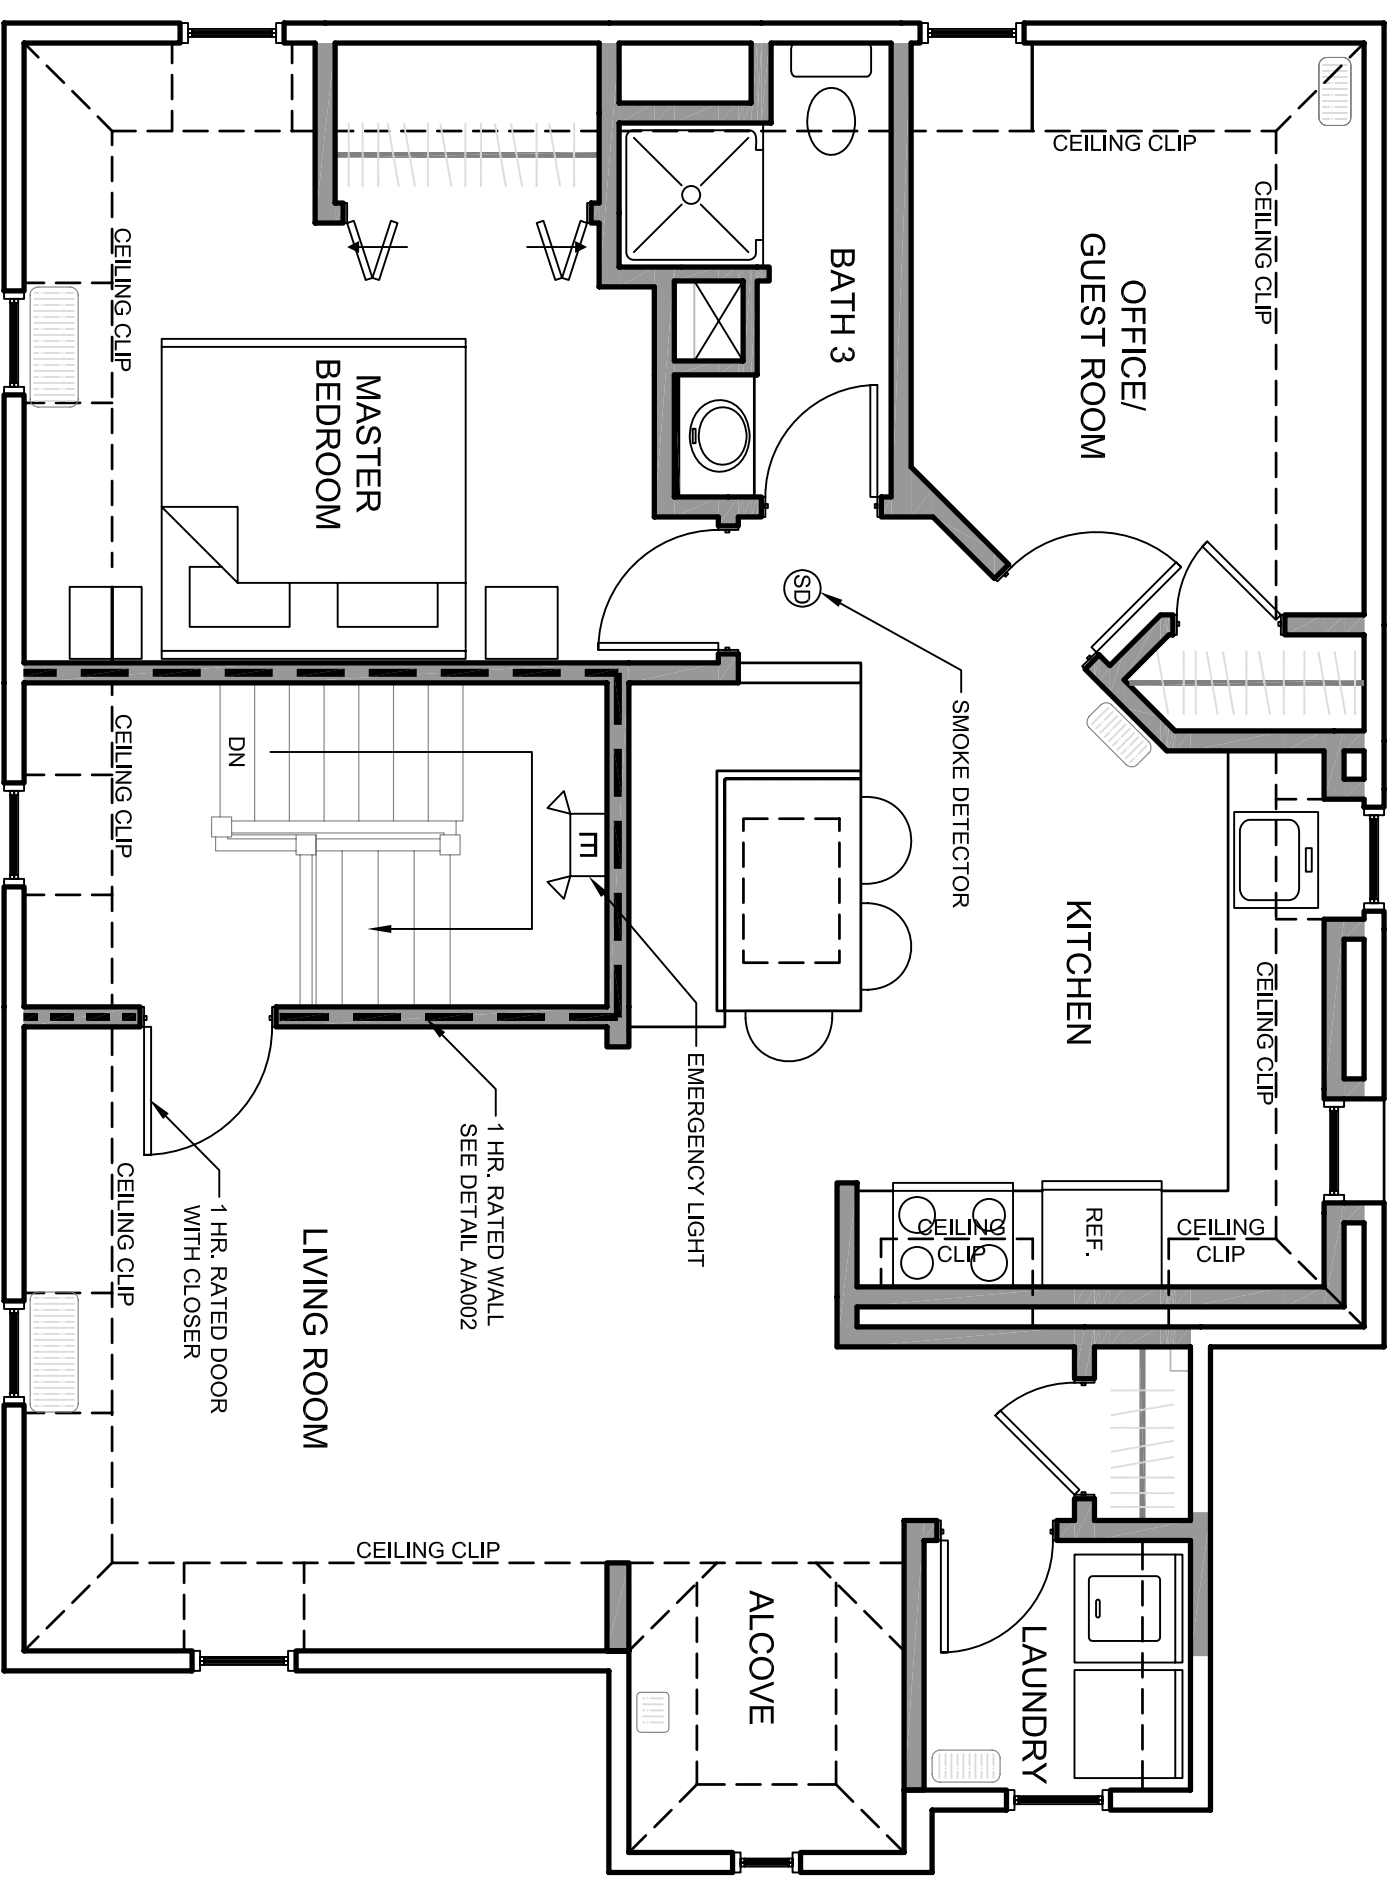 CEILING CLIP
CEILING CLIP
OFFICE/
GUEST ROOM
BATH 3
CEILING CLIP
MASTER
BEDROOM
SD
SMOKE DETECTOR
CEILING CLIP
DN
E
KITCHEN
CEILING CLIP
EMERGENCY LIGHT
1 HR. RATED WALL
SEE DETAIL A/A002
CEILING CLIP
1 HR. RATED DOOR
WITH CLOSER
LIVING ROOM
CEILING
CLIP
REF.
CEILING
CLIP
CEILING CLIP
ALCOVE
LAUNDRY